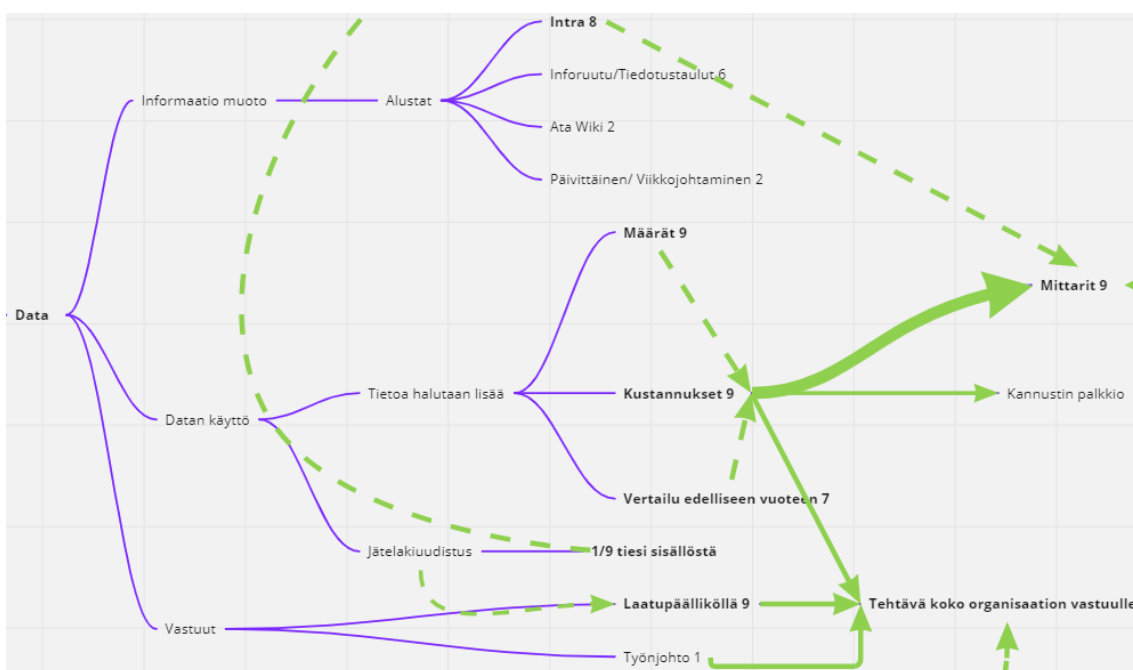 Intra 8
Inforuutu/Tiedotustaulut 6
Informaatio muoto
Alustat
Ata Wiki 2
Päivittäinen/ Viikkojohtaminen 2
Määrät 9
Mittarit 9
Data
Tietoa halutaan lisää
Kustannukset 9
Kannustin palkkio
Datan käyttö
Vertailu edelliseen vuoteen 7
Jätelakiuudistus
1/9 tiesi sisällöstä
Laatupäälliköllä 9
Tehtävä koko organisaation vastuulle
Vastuut
Työnjohto 1